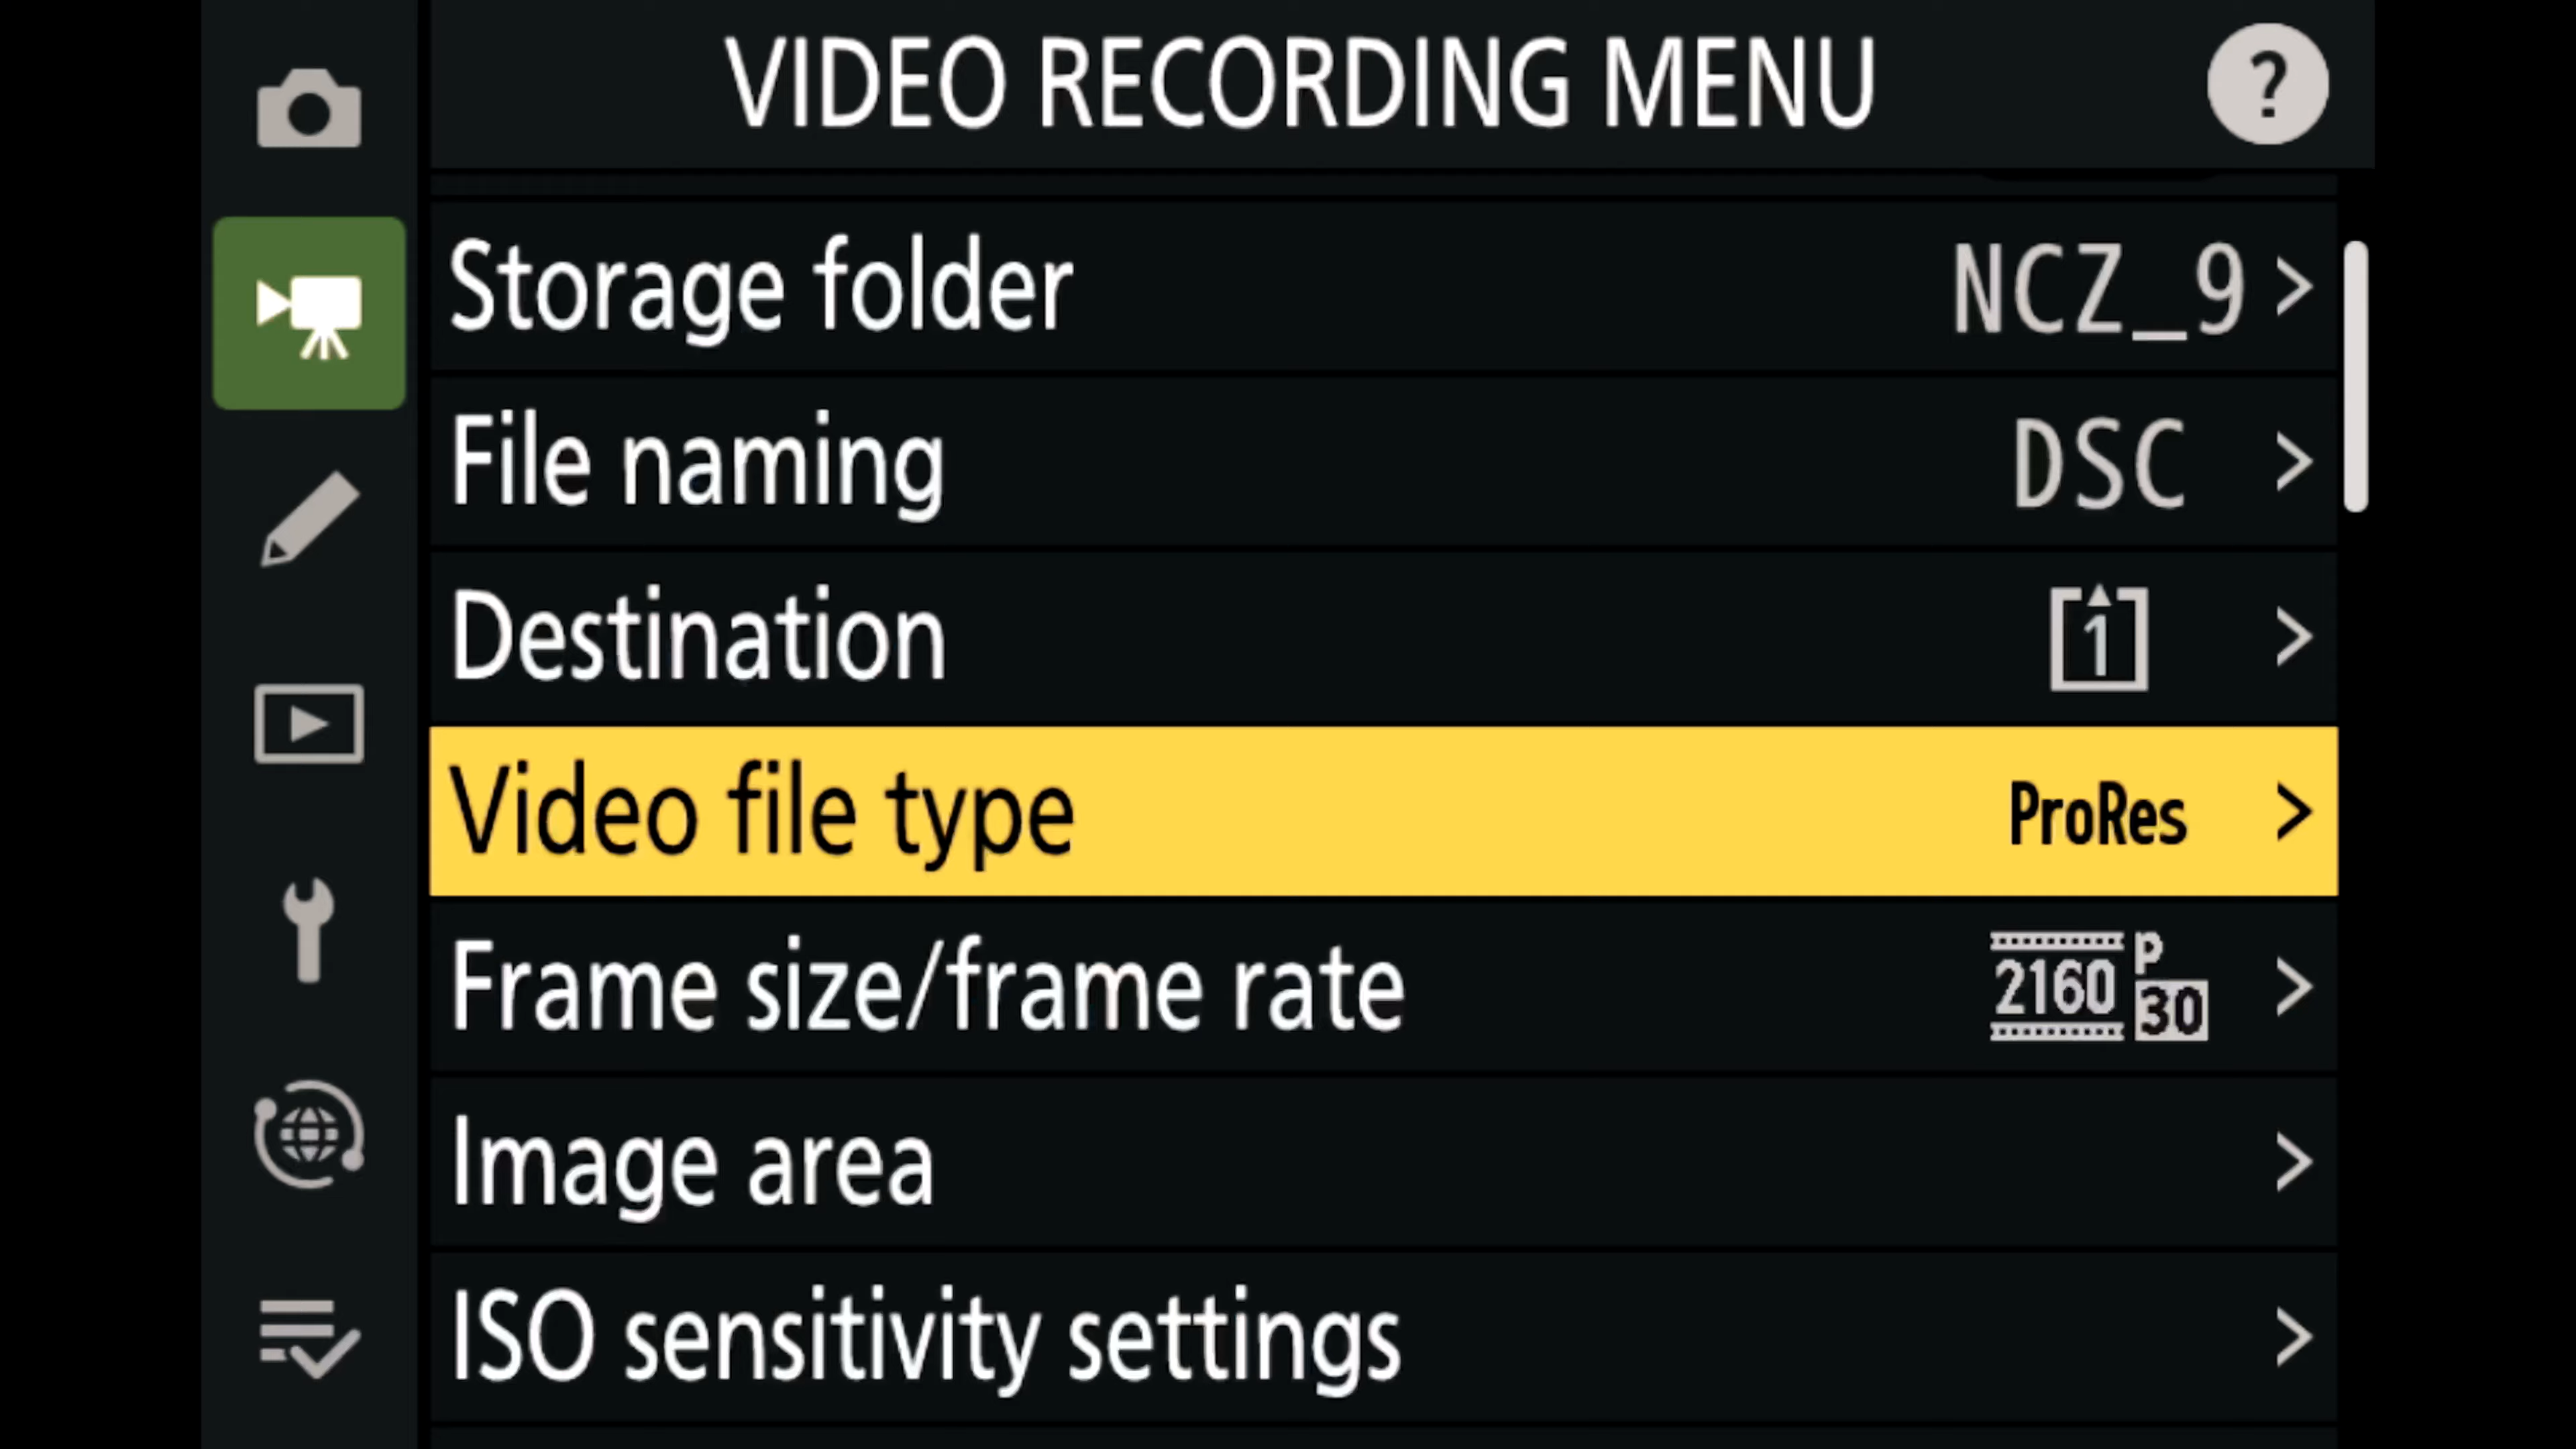 VIDEO RECORDING MENU ?
Storage folder NCZ_9 >
File naming DSC >
Destination 1 >
Video file type ProRes >
Frame size/frame rate 2160 p 30 >
Image area >
ISO sensitivity settings >